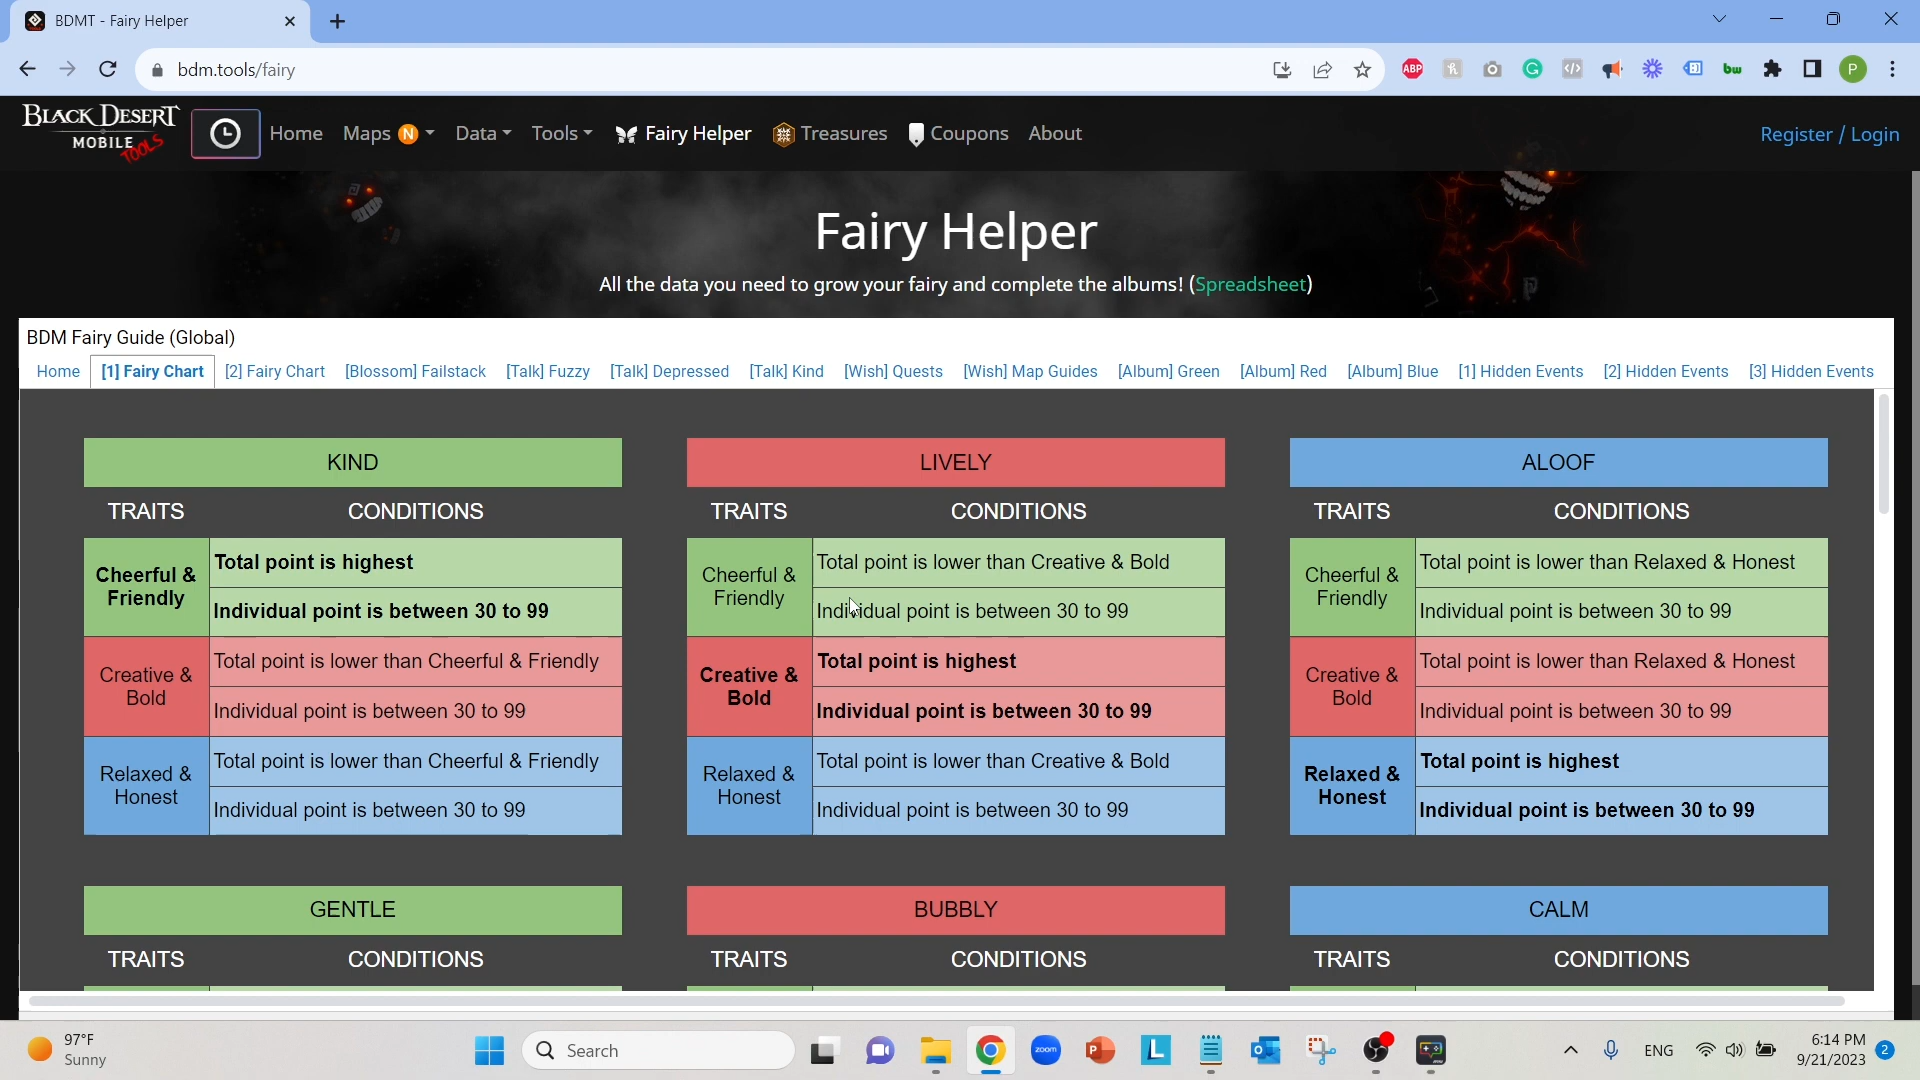 BDMT - Fairy Helper
bdm.tools/fairy
ABP
bw
P
BLACK DESERT
MOBILE
TOOLS
Home Maps N Data Tools Fairy Helper Treasures Coupons About
Register / Login
Fairy Helper
All the data you need to grow your fairy and complete the albums! (Spreadsheet)
BDM Fairy Guide (Global)
Home [1] Fairy Chart [2] Fairy Chart [Blossom] Failstack [Talk] Fuzzy [Talk] Depressed [Talk] Kind [Wish] Quests [Wish] Map Guides [Album] Green [Album] Red [Album] Blue [1] Hidden Events [2] Hidden Events [3] Hidden Events
KIND
TRAITS CONDITIONS
Cheerful &
Friendly
Total point is highest
Individual point is between 30 to 99
Creative &
Bold
Total point is lower than Cheerful & Friendly
Individual point is between 30 to 99
Relaxed &
Honest
Total point is lower than Cheerful & Friendly
Individual point is between 30 to 99
LIVELY
TRAITS CONDITIONS
Cheerful &
Friendly
Total point is lower than Creative & Bold
Individual point is between 30 to 99
Creative &
Bold
Total point is highest
Individual point is between 30 to 99
Relaxed &
Honest
Total point is lower than Creative & Bold
Individual point is between 30 to 99
ALOOF
TRAITS CONDITIONS
Cheerful &
Friendly
Total point is lower than Relaxed & Honest
Individual point is between 30 to 99
Creative &
Bold
Total point is lower than Relaxed & Honest
Individual point is between 30 to 99
Relaxed &
Honest
Total point is highest
Individual point is between 30 to 99
GENTLE
TRAITS CONDITIONS
BUBBLY
TRAITS CONDITIONS
CALM
TRAITS CONDITIONS
97°F
Sunny
Search
zoom
P
L
ENG
6:14 PM
9/21/2023
2